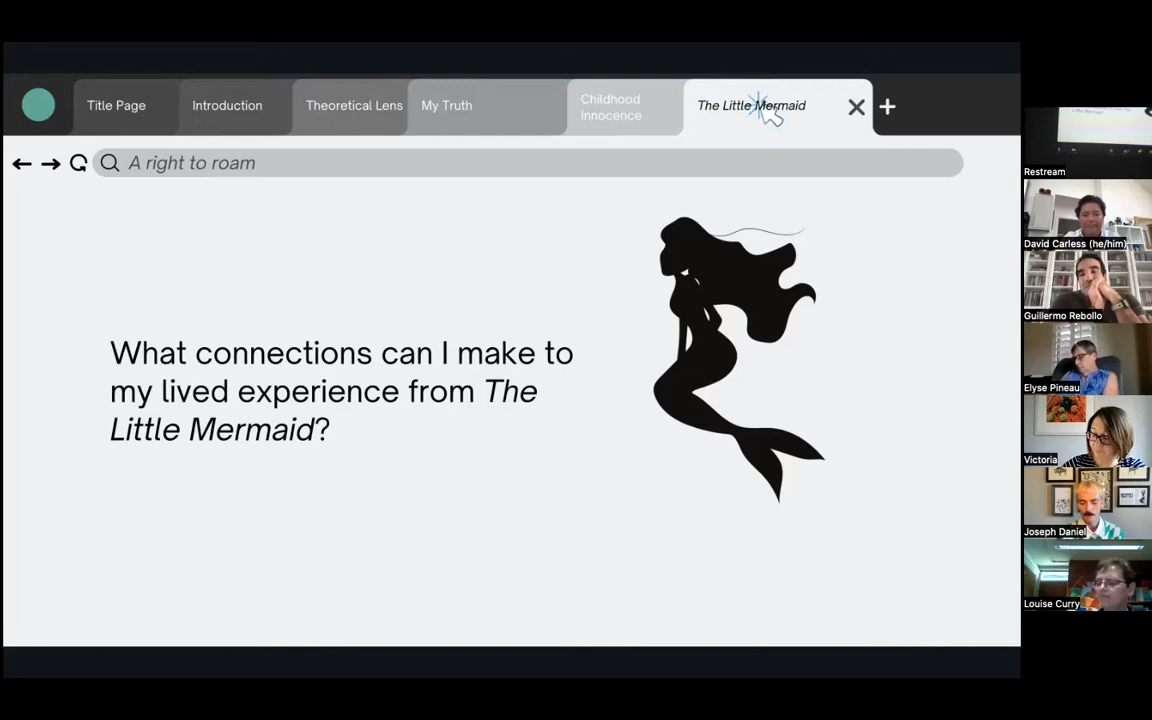 Title Page
Introduction
Theoretical Lens
My Truth
Childhood
Innocence
The Little Mermaid
A right to roam
What connections can I make to
my lived experience from The
Little Mermaid?
Restream
David Carless (he/him)
Guillermo Rebollo
Elyse Pineau
Victoria
Joseph Daniel
Louise Curry